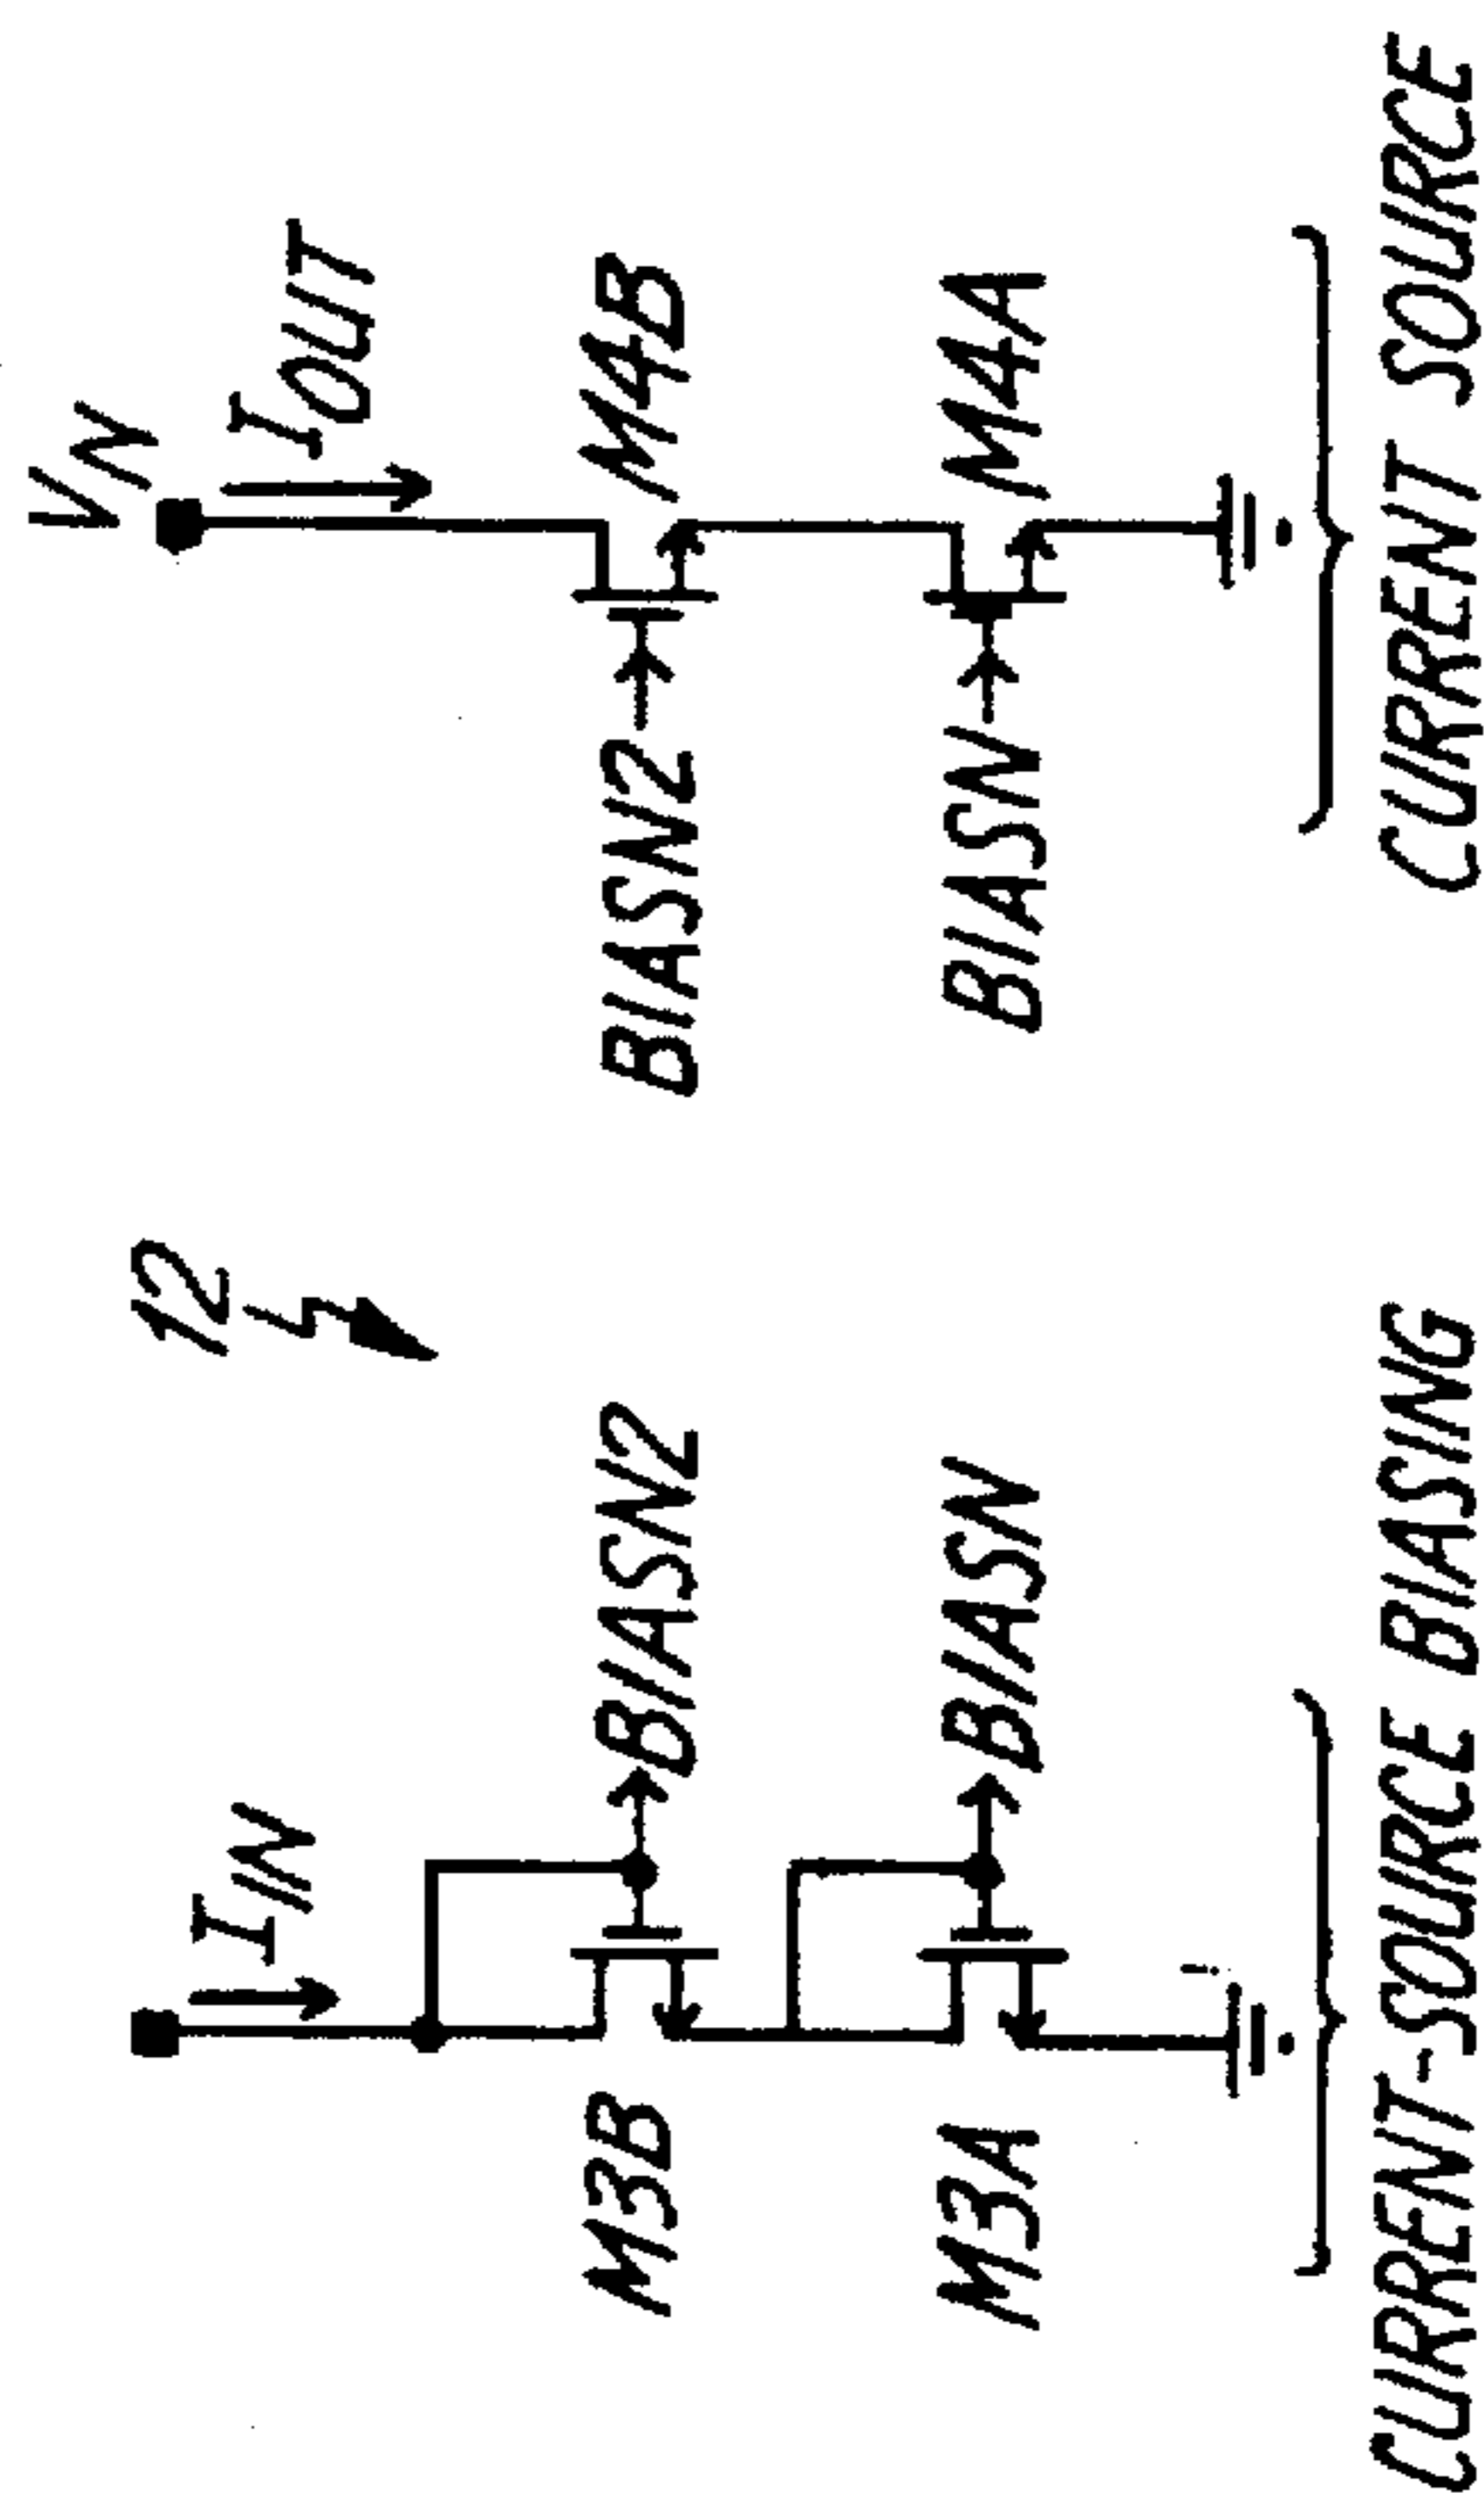 12
VN
IIN
IOUT
M3B
BIASN2
BIASN2
M4B
M3A
BIASN
BIASN
M4A
CURRENT-SOURCE BIASING
CURRENT SOURCE